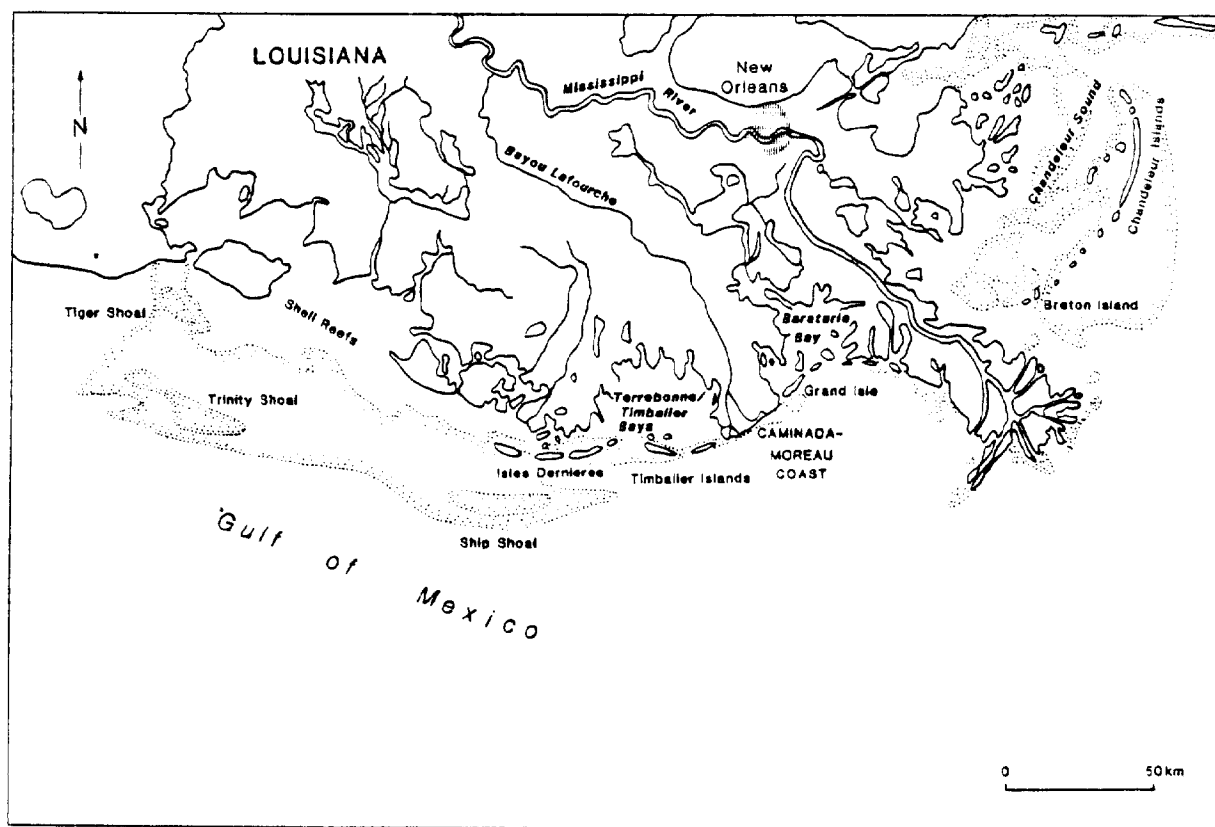 LOUISIANA
N
New
Orleans
Mississippi
River
Bayou Lafourche
Chandeleur Sound
Chandeleur Islands
Breton Island
Tiger Shoal
Shell Reefs
Trinity Shoal
Barataria
Bay
Grand Isle
Terrebonne/
Timbalier
Bays
CAMINADA-
MOREAU
COAST
Isles Dernieres
Timbalier Islands
Ship Shoal
Gulf of Mexico
0 50 km